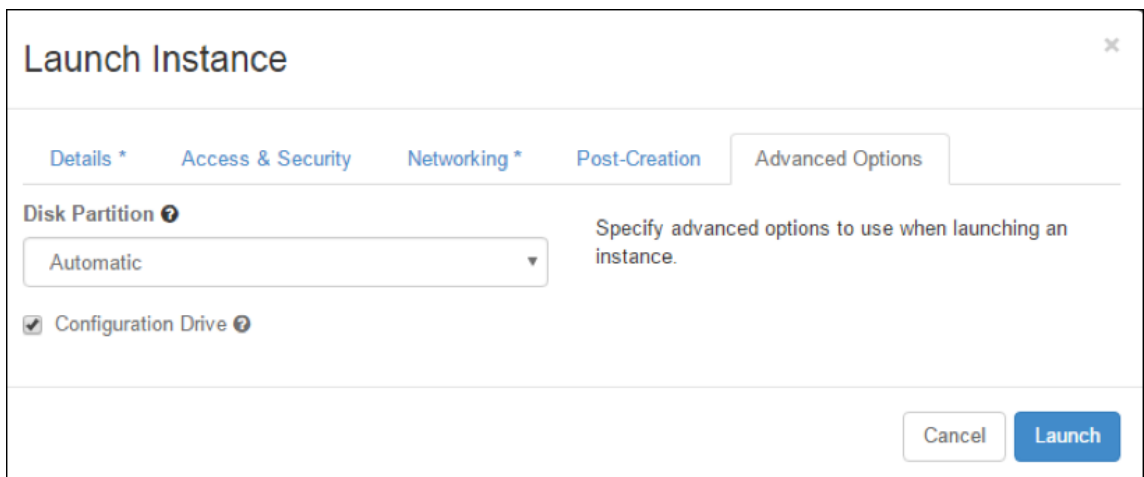 Launch Instance
×
Details * Access & Security Networking * Post-Creation Advanced Options
Disk Partition ?
Specify advanced options to use when launching an
instance.
Automatic
Configuration Drive ?
Cancel Launch